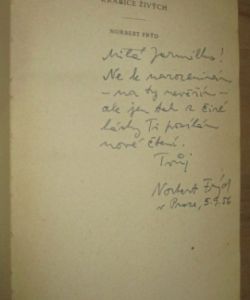 KRABICE ŽIVÝCH
NORBERT FRÝD
Milá Jarmilko!
Ne k narozeninám
– na ty nevěřím –
ale jen tak z čiré
lásky Ti posílám
nové čtení.
Tvůj
Norbert Frýd
v Praze, 5.9.56